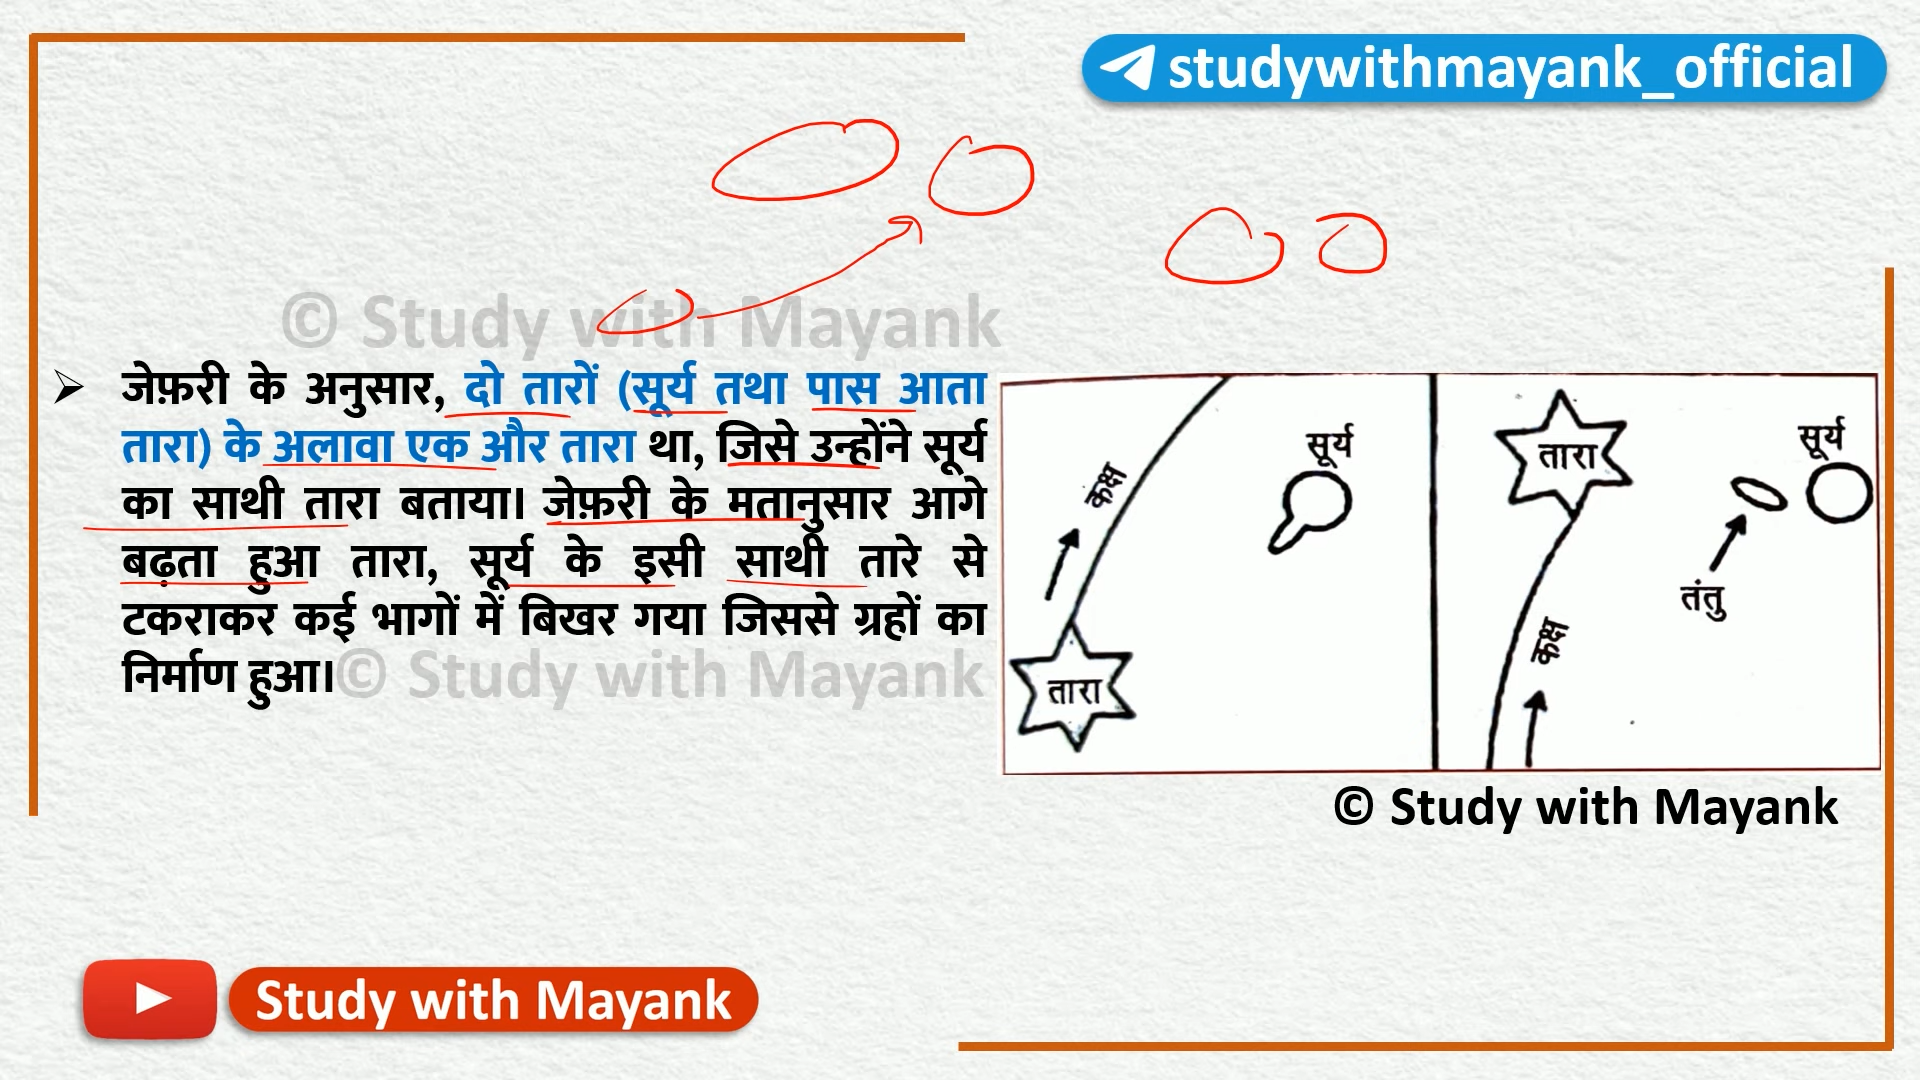 studywithmayank_official
© Study with Mayank
➢ जेफ़री के अनुसार, दो तारों (सूर्य तथा पास आता
तारा) के अलावा एक और तारा था, जिसे उन्होंने सूर्य
का साथी तारा बताया। जेफ़री के मतानुसार आगे
बढ़ता हुआ तारा, सूर्य के इसी साथी तारे से
टकराकर कई भागों में बिखर गया जिससे ग्रहों का
निर्माण हुआ।
© Study with Mayank
सूर्य
कक्ष
तारा
तारा
सूर्य
तंतु
कक्ष
© Study with Mayank
Study with Mayank